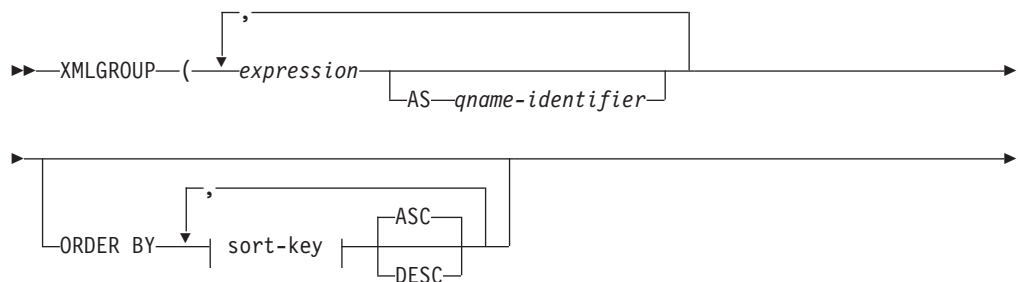 ,
XMLGROUP ( expression
AS qname-identifier
,
ASC
ORDER BY sort-key
DESC